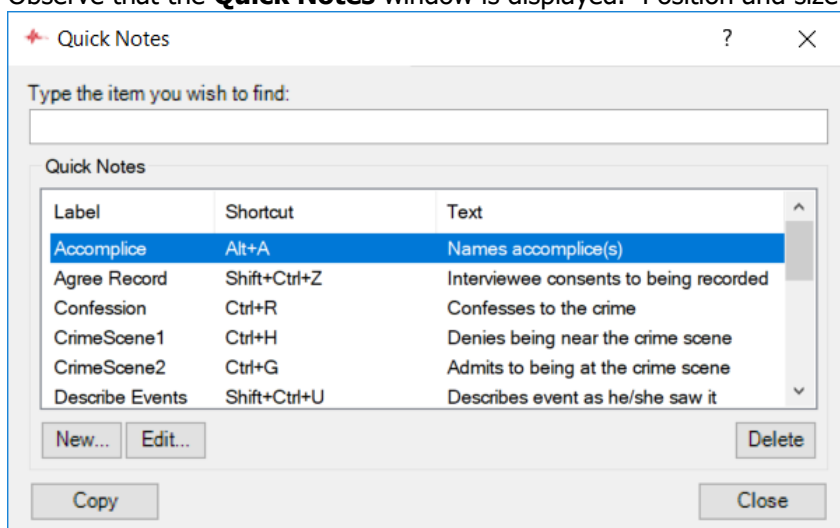 Observe that the Quick Notes window is displayed. Position and size
Quick Notes ?
Type the item you wish to find:
Quick Notes
Label Shortcut Text
Accomplice Alt+A Names accomplice(s)
Agree Record Shift+Ctrl+Z Interviewee consents to being recorded
Confession Ctrl+R Confesses to the crime
CrimeScene1 Ctrl+H Denies being near the crime scene
CrimeScene2 Ctrl+G Admits to being at the crime scene
Describe Events Shift+Ctrl+U Describes event as he/she saw it
New... Edit... Delete
Copy Close